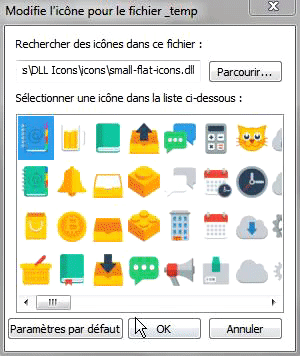 Modifie l'icône pour le fichier _temp
Rechercher des icônes dans ce fichier :
s\DLL Icons\icons\small-flat-icons.dll
Parcourir...
Sélectionner une icône dans la liste ci-dessous :
Paramètres par défaut
OK
Annuler